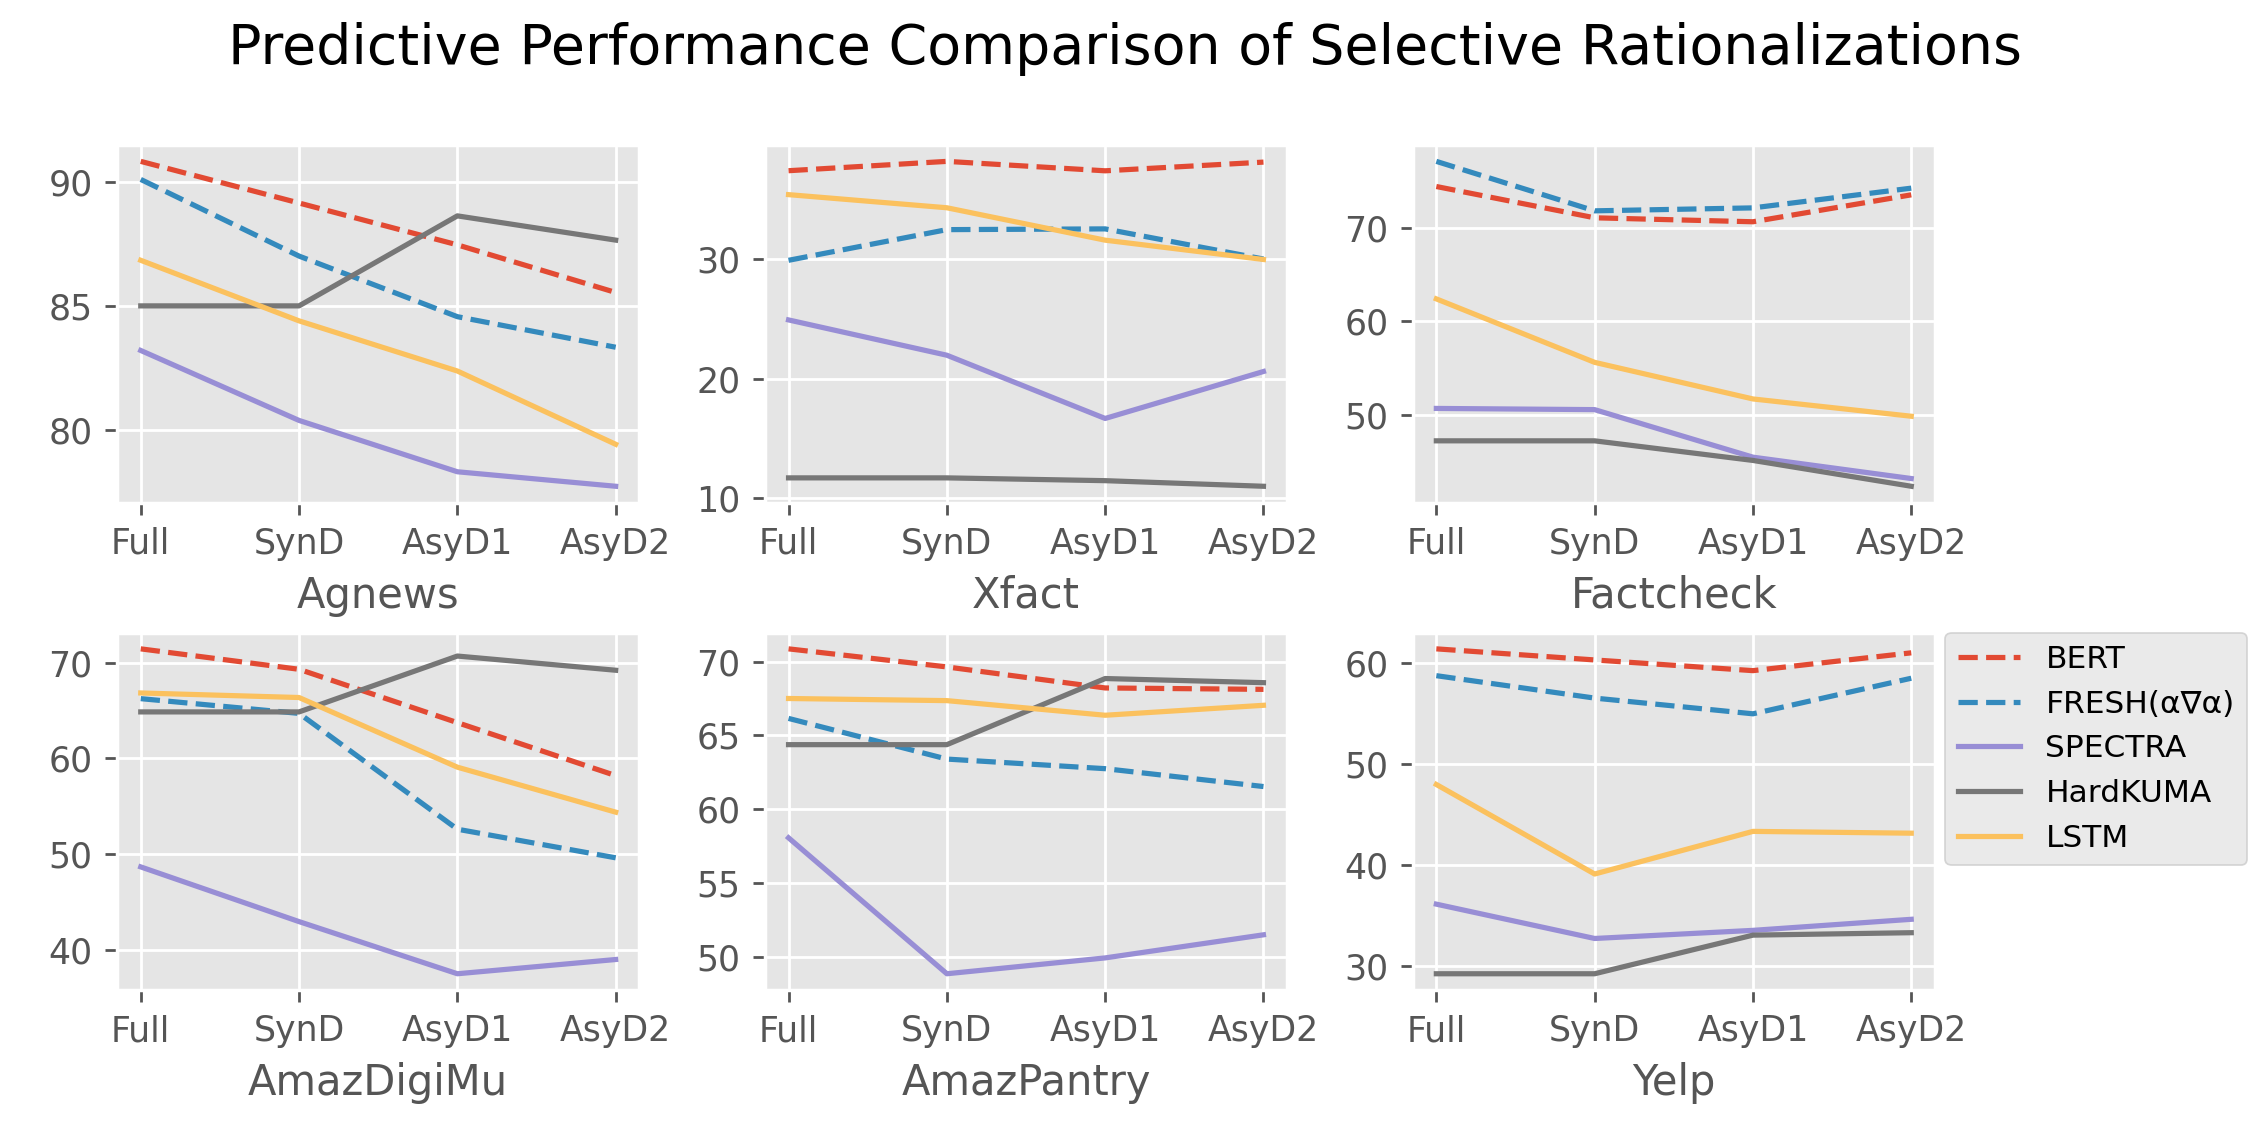 Predictive Performance Comparison of Selective Rationalizations
90
85
80
Full SynD AsyD1 AsyD2
Agnews
30
20
10
Full SynD AsyD1 AsyD2
Xfact
70
60
50
Full SynD AsyD1 AsyD2
Factcheck
70
60
50
40
Full SynD AsyD1 AsyD2
AmazDigiMu
70
65
60
55
50
Full SynD AsyD1 AsyD2
AmazPantry
60
50
40
30
Full SynD AsyD1 AsyD2
Yelp
BERT
FRESH(α∇α)
SPECTRA
HardKUMA
LSTM